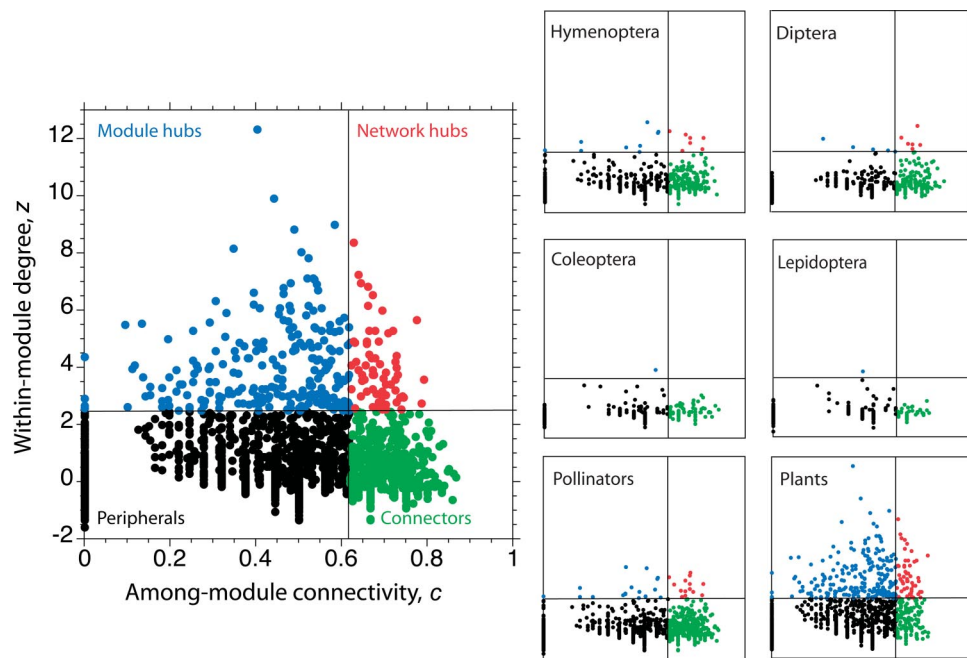 Module hubs
Network hubs
Peripherals
Connectors
Within-module degree, z
12
10
8
6
4
2
0
-2
0
0.2
0.4
0.6
0.8
1
Among-module connectivity, c
Hymenoptera
Diptera
Coleoptera
Lepidoptera
Pollinators
Plants